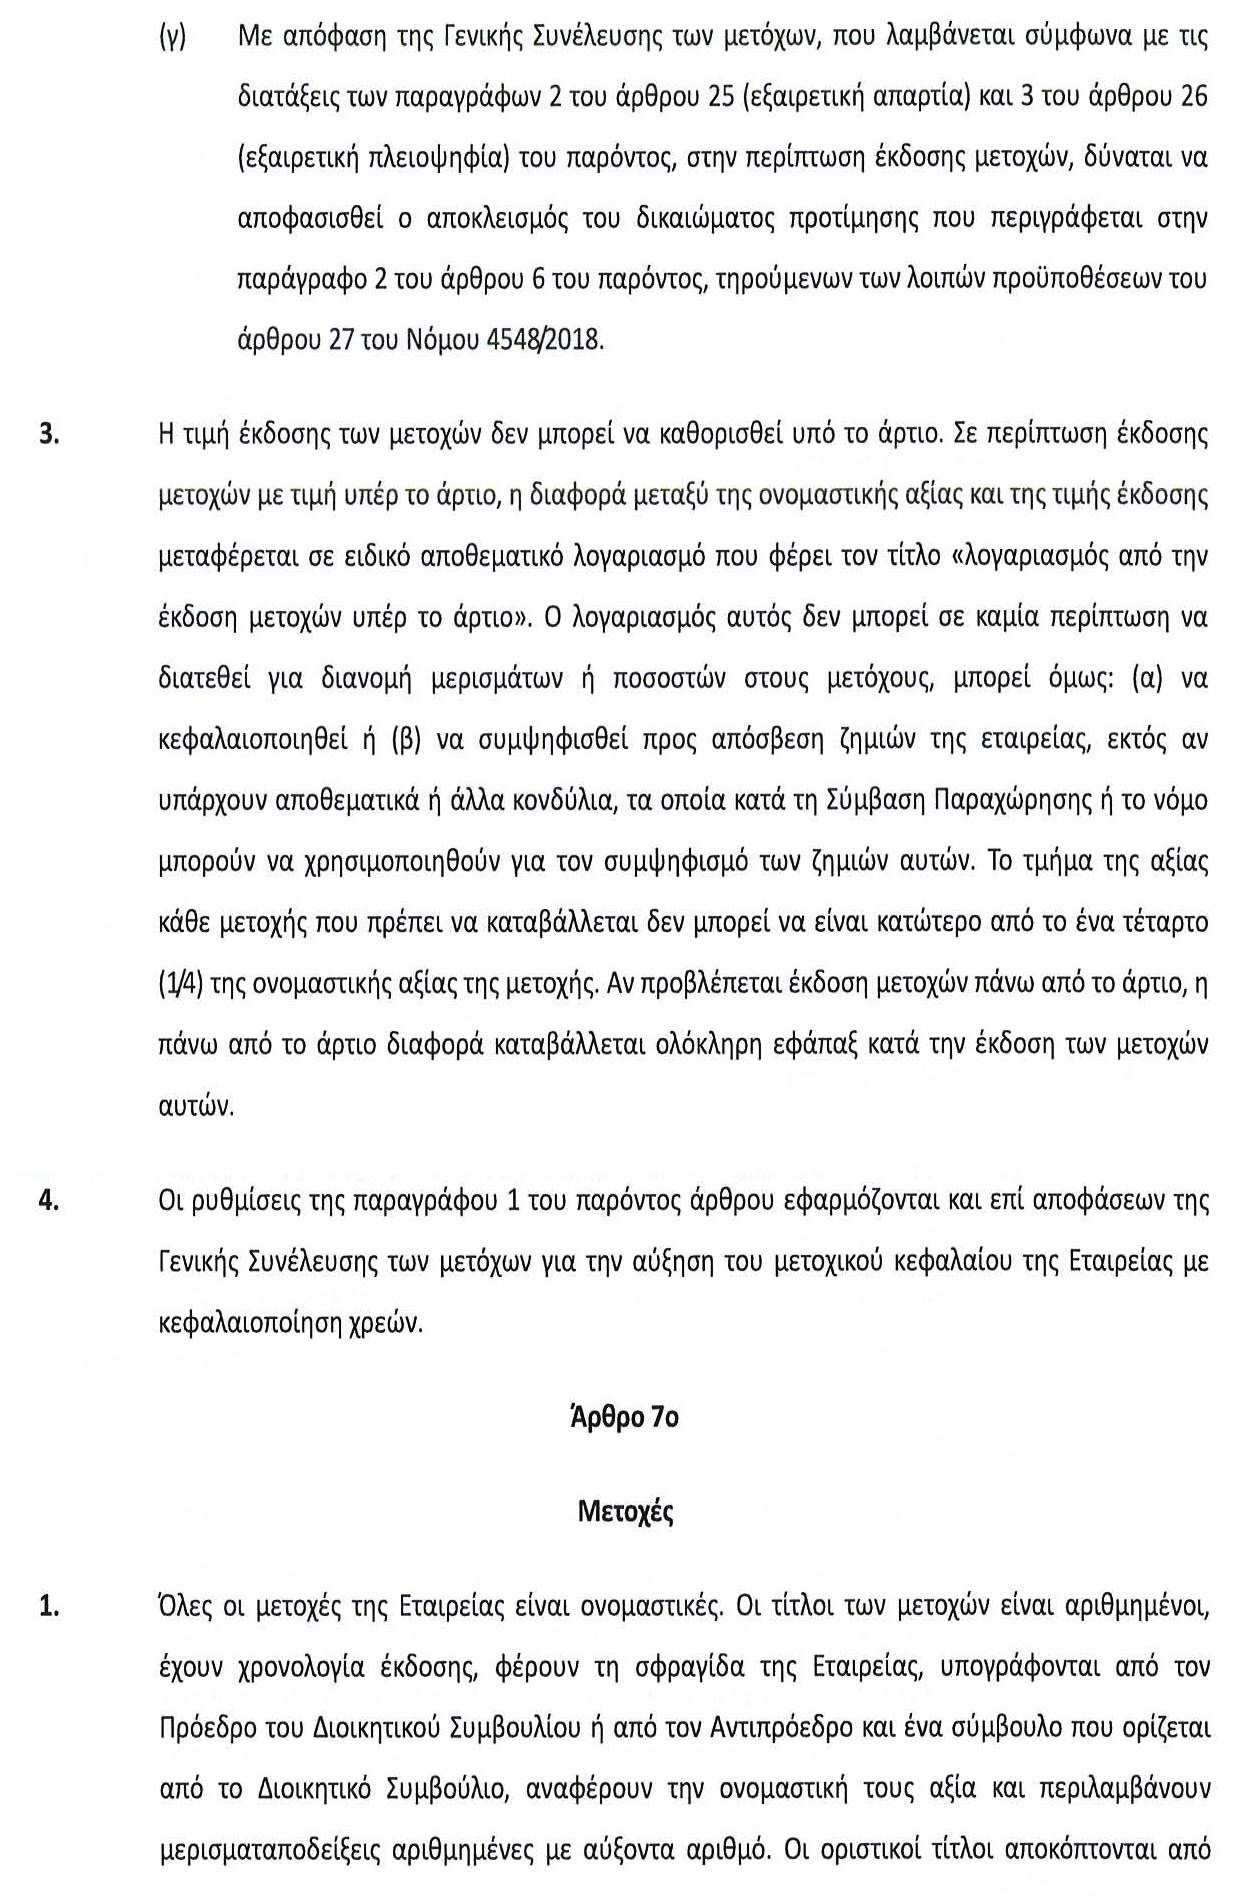 (γ) Με απόφαση της Γενικής Συνέλευσης των μετόχων, που λαμβάνεται σύμφωνα με τις
διατάξεις των παραγράφων 2 του άρθρου 25 (εξαιρετική απαρτία) και 3 του άρθρου 26
(εξαιρετική πλειοψηφία) του παρόντος, στην περίπτωση έκδοσης μετοχών, δύναται να
αποφασισθεί ο αποκλεισμός του δικαιώματος προτίμησης που περιγράφεται στην
παράγραφο 2 του άρθρου 6 του παρόντος, τηρούμενων των λοιπών προϋποθέσεων του
άρθρου 27 του Νόμου 4548/2018.
3. Η τιμή έκδοσης των μετοχών δεν μπορεί να καθορισθεί υπό το άρτιο. Σε περίπτωση έκδοσης
μετοχών με τιμή υπέρ το άρτιο, η διαφορά μεταξύ της ονομαστικής αξίας και της τιμής έκδοσης
μεταφέρεται σε ειδικό αποθεματικό λογαριασμό που φέρει τον τίτλο «λογαριασμός από την
έκδοση μετοχών υπέρ το άρτιο». Ο λογαριασμός αυτός δεν μπορεί σε καμία περίπτωση να
διατεθεί για διανομή μερισμάτων ή ποσοστών στους μετόχους, μπορεί όμως: (α) να
κεφαλαιοποιηθεί ή (β) να συμψηφισθεί προς απόσβεση ζημιών της εταιρείας, εκτός αν
υπάρχουν αποθεματικά ή άλλα κονδύλια, τα οποία κατά τη Σύμβαση Παραχώρησης ή το νόμο
μπορούν να χρησιμοποιηθούν για τον συμψηφισμό των ζημιών αυτών. Το τμήμα της αξίας
κάθε μετοχής που πρέπει να καταβάλλεται δεν μπορεί να είναι κατώτερο από το ένα τέταρτο
(1/4) της ονομαστικής αξίας της μετοχής. Αν προβλέπεται έκδοση μετοχών πάνω από το άρτιο, η
πάνω από το άρτιο διαφορά καταβάλλεται ολόκληρη εφάπαξ κατά την έκδοση των μετοχών
αυτών.
4. Οι ρυθμίσεις της παραγράφου 1 του παρόντος άρθρου εφαρμόζονται και επί αποφάσεων της
Γενικής Συνέλευσης των μετόχων για την αύξηση του μετοχικού κεφαλαίου της Εταιρείας με
κεφαλαιοποίηση χρεών.
Άρθρο 7ο
Μετοχές
1. Όλες οι μετοχές της Εταιρείας είναι ονομαστικές. Οι τίτλοι των μετοχών είναι αριθμημένοι,
έχουν χρονολογία έκδοσης, φέρουν τη σφραγίδα της Εταιρείας, υπογράφονται από τον
Πρόεδρο του Διοικητικού Συμβουλίου ή από τον Αντιπρόεδρο και ένα σύμβουλο που ορίζεται
από το Διοικητικό Συμβούλιο, αναφέρουν την ονομαστική τους αξία και περιλαμβάνουν
μερισματαποδείξεις αριθμημένες με αύξοντα αριθμό. Οι οριστικοί τίτλοι αποκόπτονται από